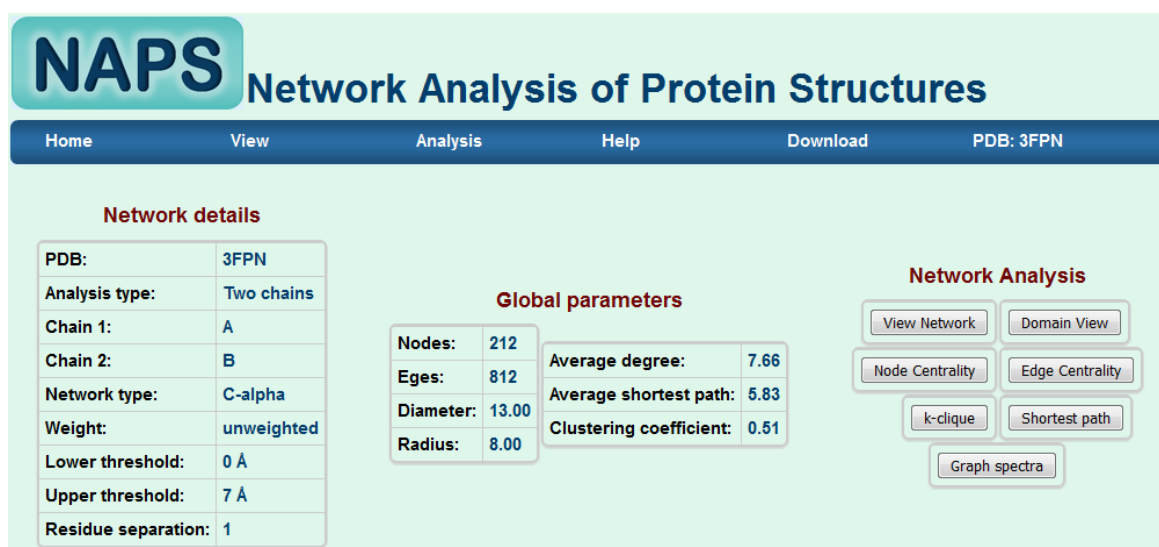 NAPS Network Analysis of Protein Structures
Home View Analysis Help Download PDB: 3FPN
Network details
PDB: 3FPN
Analysis type: Two chains
Chain 1: A
Chain 2: B
Network type: C-alpha
Weight: unweighted
Lower threshold: 0 Å
Upper threshold: 7 Å
Residue separation: 1
Global parameters
Nodes: 212
Eges: 812
Diameter: 13.00
Radius: 8.00
Average degree: 7.66
Average shortest path: 5.83
Clustering coefficient: 0.51
Network Analysis
View Network Domain View
Node Centrality Edge Centrality
k-clique Shortest path
Graph spectra